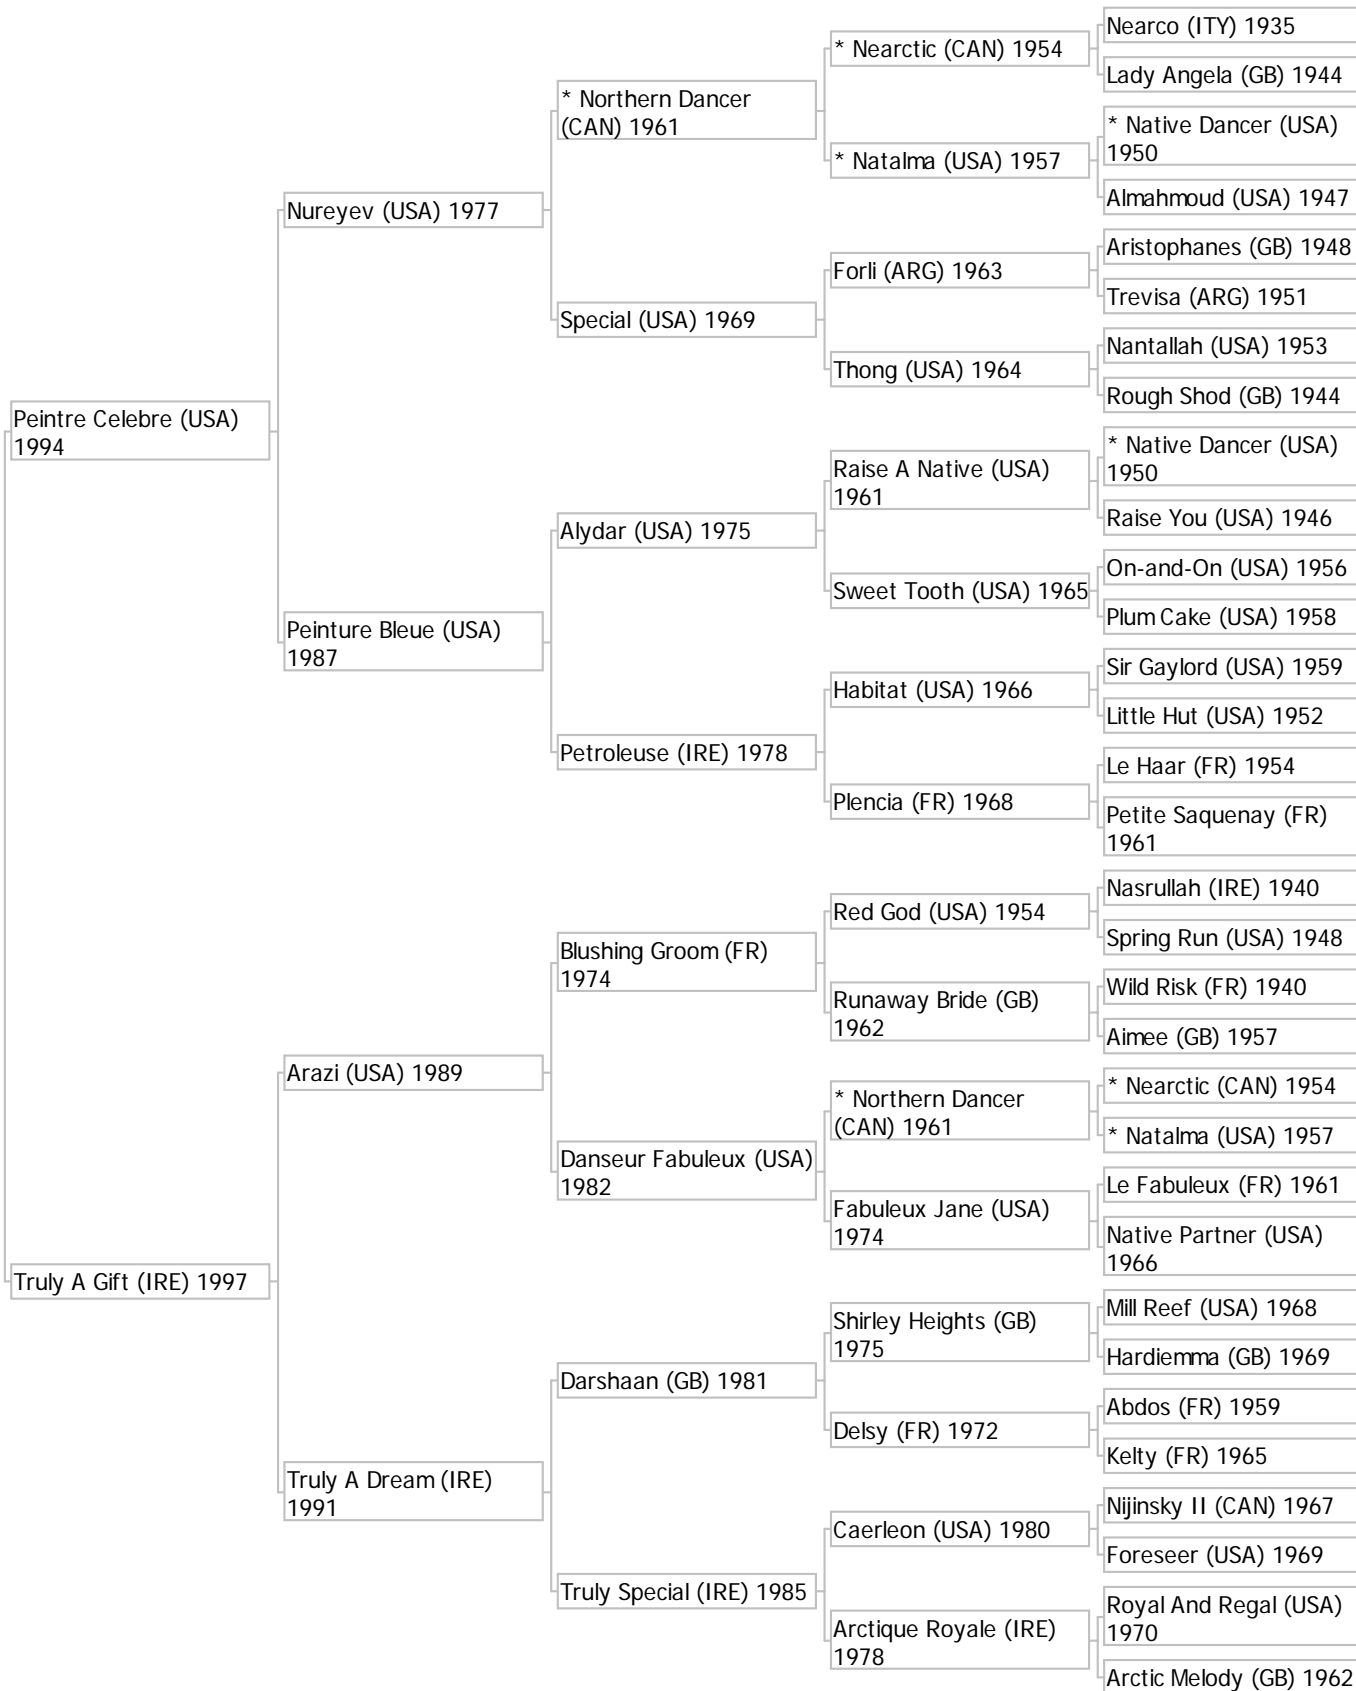 Nearco (ITY) 1935
* Nearctic (CAN) 1954
Lady Angela (GB) 1944
* Northern Dancer
(CAN) 1961
* Native Dancer (USA)
1950
* Natalma (USA) 1957
Almahmoud (USA) 1947
Nureyev (USA) 1977
Aristophanes (GB) 1948
Forli (ARG) 1963
Trevisa (ARG) 1951
Special (USA) 1969
Nantallah (USA) 1953
Thong (USA) 1964
Rough Shod (GB) 1944
Peintre Celebre (USA)
1994
* Native Dancer (USA)
1950
Raise A Native (USA)
1961
Raise You (USA) 1946
Alydar (USA) 1975
On-and-On (USA) 1956
Sweet Tooth (USA) 1965
Plum Cake (USA) 1958
Peinture Bleue (USA)
1987
Sir Gaylord (USA) 1959
Habitat (USA) 1966
Little Hut (USA) 1952
Petroleuse (IRE) 1978
Le Haar (FR) 1954
Plencia (FR) 1968
Petite Saquenay (FR)
1961
Nasrullah (IRE) 1940
Red God (USA) 1954
Spring Run (USA) 1948
Blushing Groom (FR)
1974
Wild Risk (FR) 1940
Runaway Bride (GB)
1962
Aimee (GB) 1957
Arazi (USA) 1989
* Nearctic (CAN) 1954
* Northern Dancer
(CAN) 1961
* Natalma (USA) 1957
Danseur Fabuleux (USA)
1982
Le Fabuleux (FR) 1961
Fabuleux Jane (USA)
1974
Native Partner (USA)
1966
Truly A Gift (IRE) 1997
Mill Reef (USA) 1968
Shirley Heights (GB)
1975
Hardiemma (GB) 1969
Darshaan (GB) 1981
Abdos (FR) 1959
Delsy (FR) 1972
Kelty (FR) 1965
Truly A Dream (IRE)
1991
Nijinsky II (CAN) 1967
Caerleon (USA) 1980
Foreseer (USA) 1969
Truly Special (IRE) 1985
Royal And Regal (USA)
1970
Arctique Royale (IRE)
1978
Arctic Melody (GB) 1962